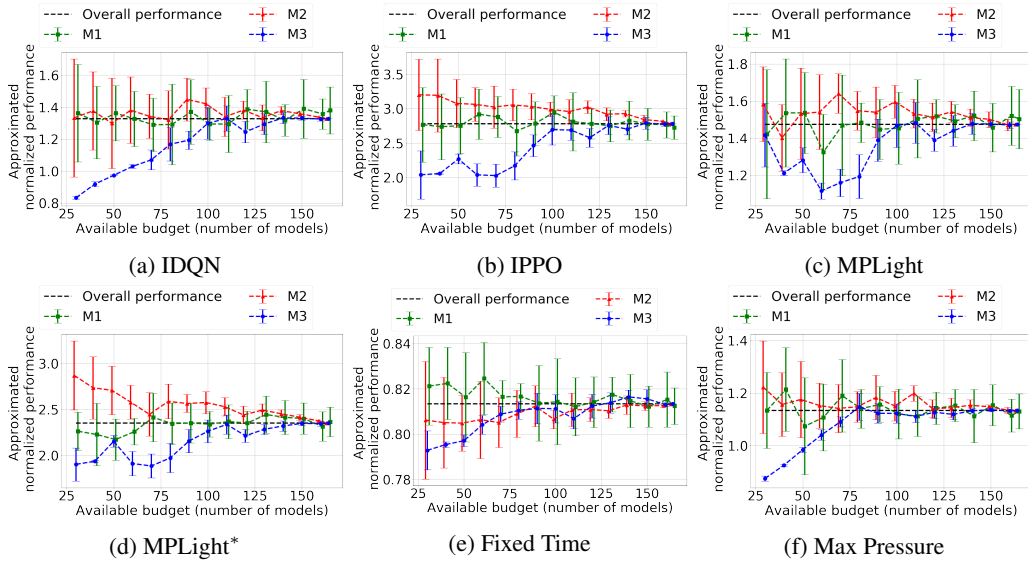 Overall performance M2
M1 M3
Approximated
normalized performance
1.6
1.4
1.2
1.0
0.8
25 50 75 100 125 150
Available budget (number of models)
(a) IDQN
Overall performance M2
M1 M3
Approximated
normalized performance
3.5
3.0
2.5
2.0
25 50 75 100 125 150
Available budget (number of models)
(b) IPPO
Overall performance M2
M1 M3
Approximated
normalized performance
1.8
1.6
1.4
1.2
25 50 75 100 125 150
Available budget (number of models)
(c) MPLight
Overall performance M2
M1 M3
Approximated
normalized performance
3.0
2.5
2.0
25 50 75 100 125 150
Available budget (number of models)
(d) MPLight*
Overall performance M2
M1 M3
Approximated
normalized performance
0.84
0.82
0.80
0.78
25 50 75 100 125 150
Available budget (number of models)
(e) Fixed Time
Overall performance M2
M1 M3
Approximated
normalized performance
1.4
1.2
1.0
25 50 75 100 125 150
Available budget (number of models)
(f) Max Pressure